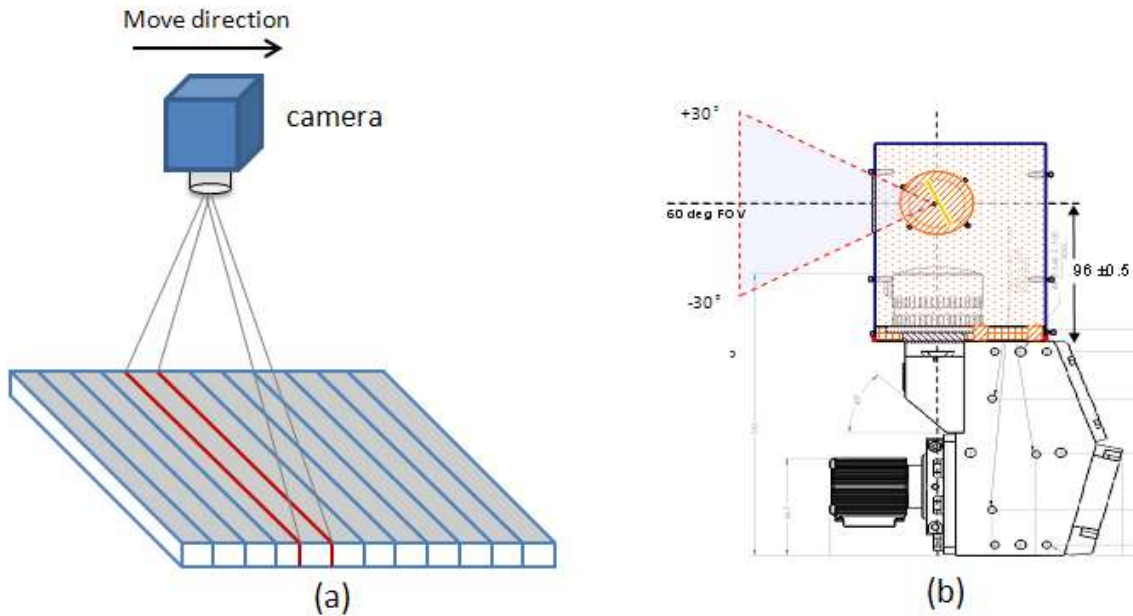 Move direction
camera
(a)
+30°
60 deg FOV
-30°
96 ±0.5
(b)